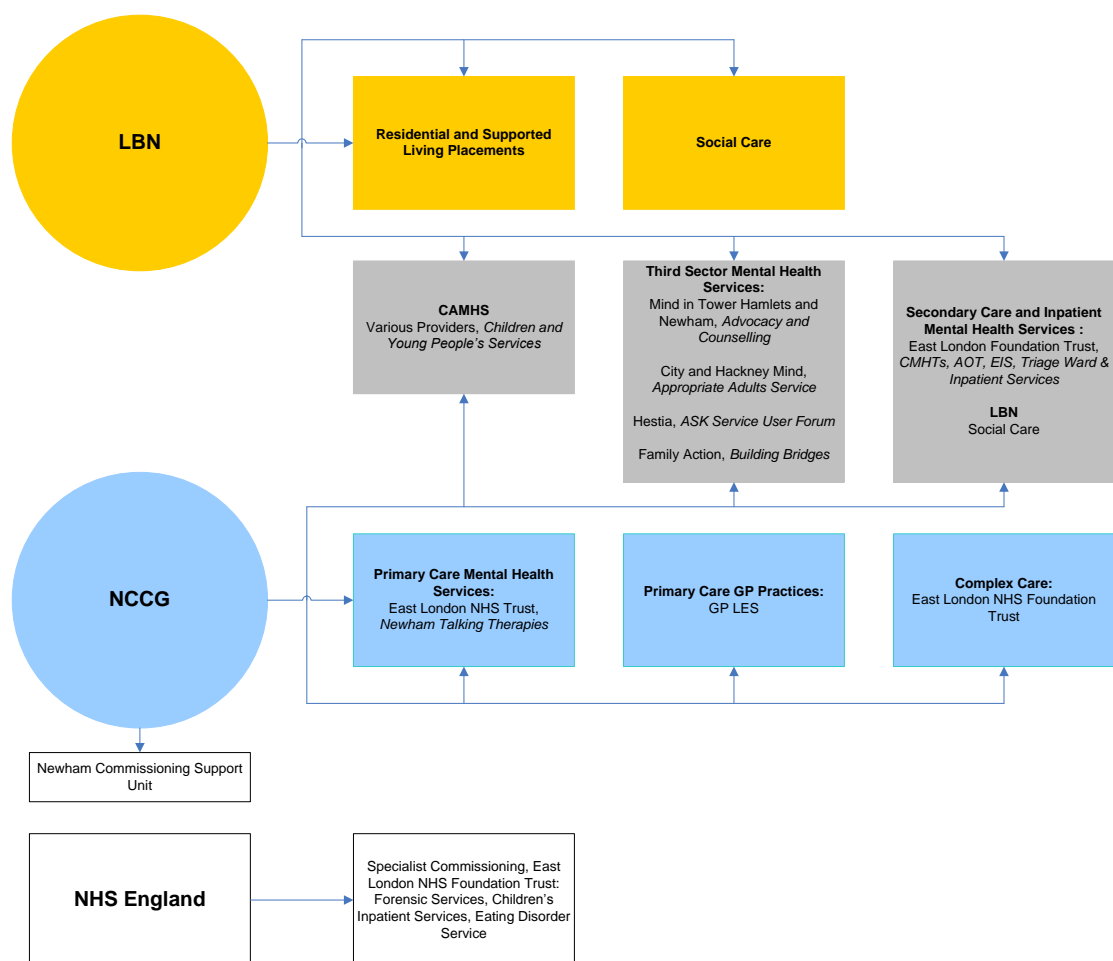 LBN
Residential and Supported
Living Placements
Social Care
CAMHS
Various Providers, Children and
Young People's Services
Third Sector Mental Health
Services:
Mind in Tower Hamlets and
Newham, Advocacy and
Counselling
City and Hackney Mind,
Appropriate Adults Service
Hestia, ASK Service User Forum
Family Action, Building Bridges
Secondary Care and Inpatient
Mental Health Services :
East London Foundation Trust,
CMHTs, AOT, EIS, Triage Ward &
Inpatient Services
LBN
Social Care
NCCG
Primary Care Mental Health
Services:
East London NHS Trust,
Newham Talking Therapies
Primary Care GP Practices:
GP LES
Complex Care:
East London NHS Foundation
Trust
Newham Commissioning Support
Unit
NHS England
Specialist Commissioning, East
London NHS Foundation Trust:
Forensic Services, Children's
Inpatient Services, Eating Disorder
Service